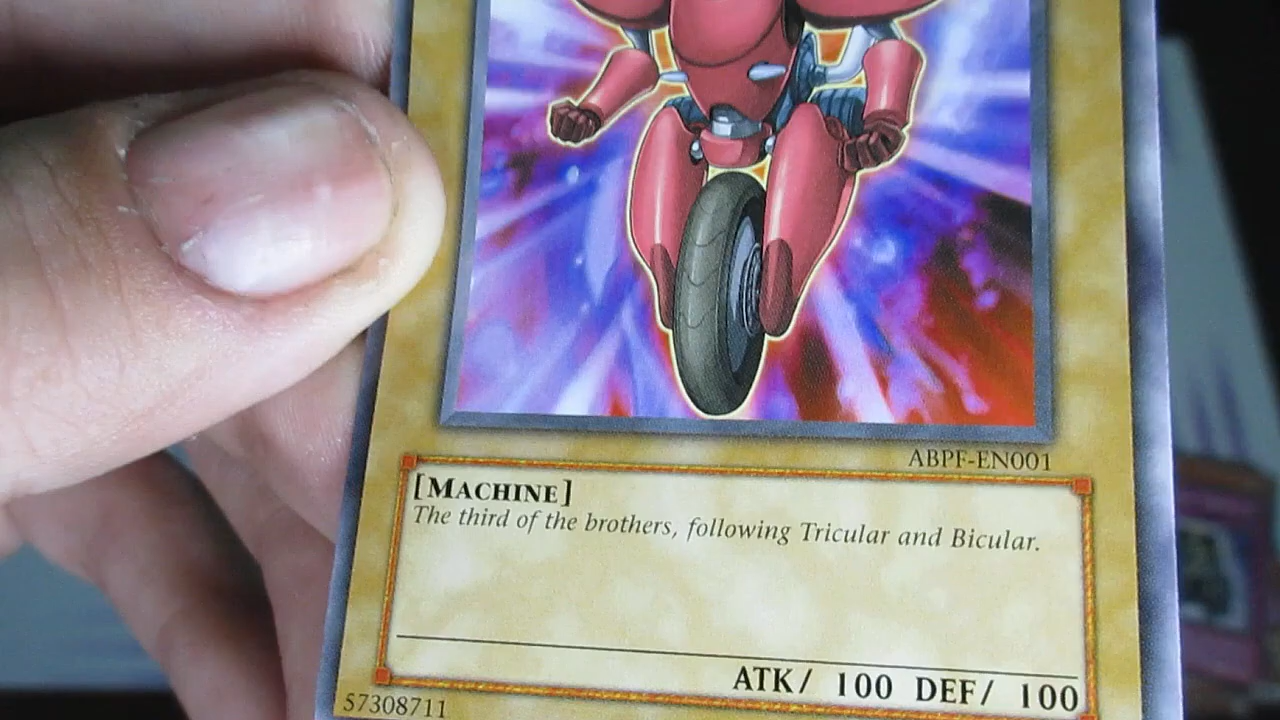 ABPF-EN001
[MACHINE]
The third of the brothers, following Tricular and Bicular.
ATK/ 100 DEF/ 100
57308711